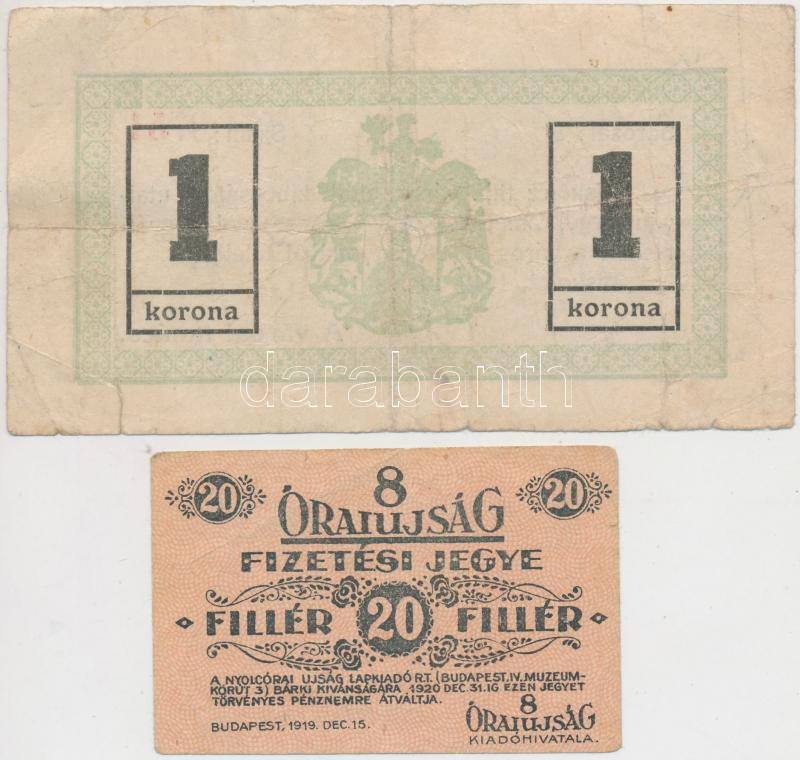 1
korona
1
korona
darabanth
20
8
20
ÓRAIUJSÁG
FIZETÉSI JEGYE
FILLÉR 20 FILLÉR
A NYOLCÓRAI UJSÁG LAPKIADÓ R.T. (BUDAPEST, IV. MUZEUM-
KÖRUT 3) BÁRKI KIVÁNSÁGÁRA 1920 DEC. 31.IG EZEN JEGYET
TÖRVÉNYES PÉNZNEMRE ÁTVÁLTJA.
BUDAPEST, 1919. DEC. 15.
8
ÓRAIUJSÁG
KIADÓHIVATALA.